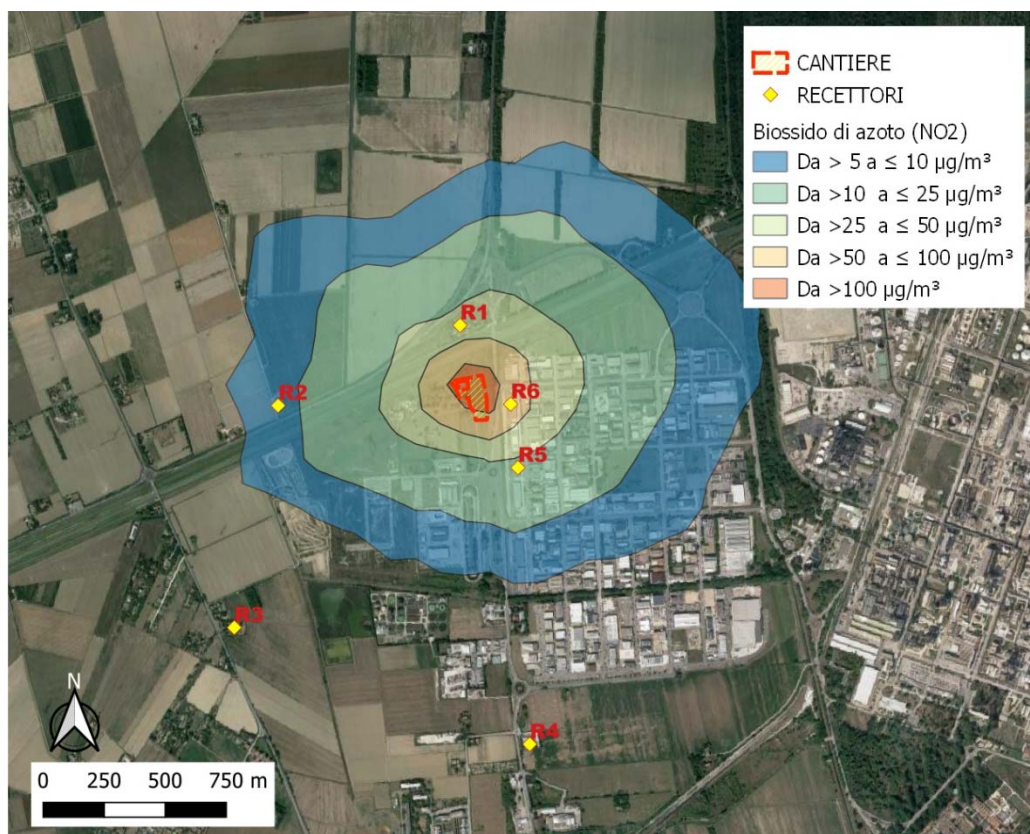 CANTIERE
RECETTORI
Biossido di azoto (NO2)
Da > 5 a ≤ 10 µg/m³
Da >10 a ≤ 25 µg/m³
Da >25 a ≤ 50 µg/m³
Da >50 a ≤ 100 µg/m³
Da >100 µg/m³
R1
R2
R6
R5
R3
R4
N
0 250 500 750 m